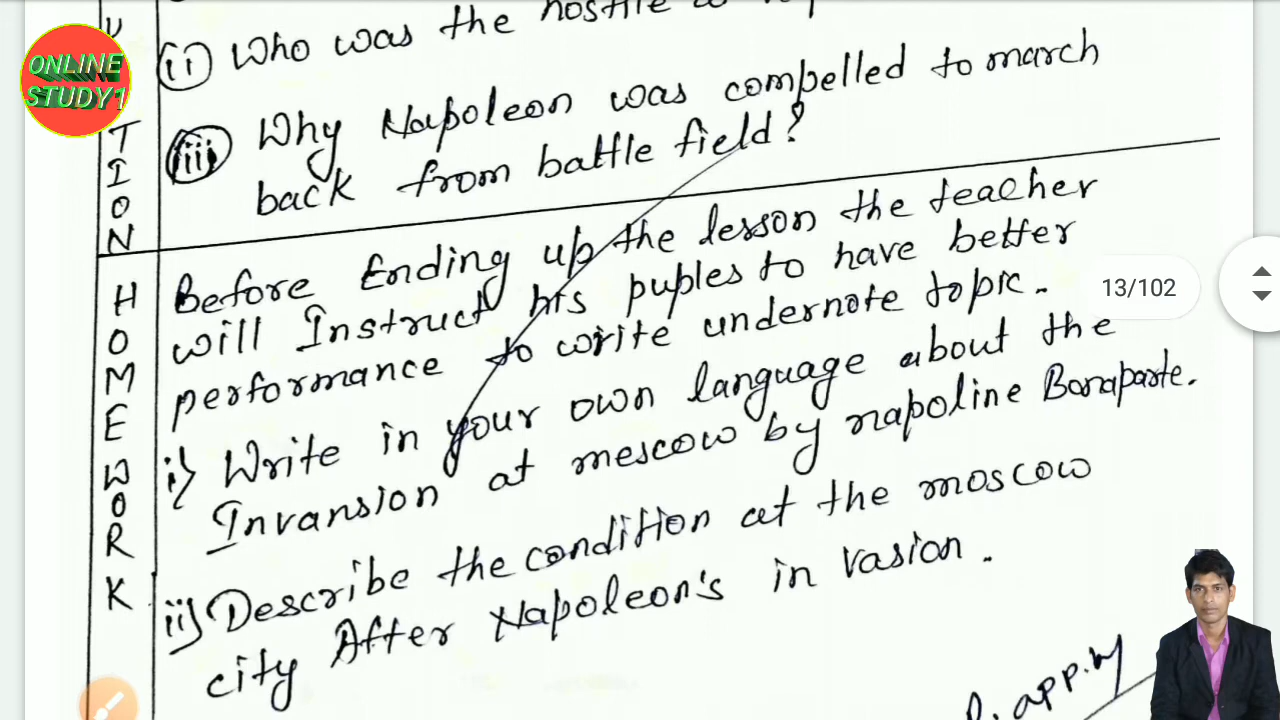 ONLINE
STUDY1
U
T
I
O
N
(ii) Who was the hostile
(iii) Why Napoleon was compelled to march
back from battle field?
H
O
M
E
W
O
R
K
Before Ending up the lesson the teacher
will Instruct his puples to have better
performance to write undernote topic.
i) Write in your own language about the
Invansion at mescow by napoline Bonaparte.
ii) Describe the condition at the moscow
city After Napoleon's in vasion.
app.by
13/102